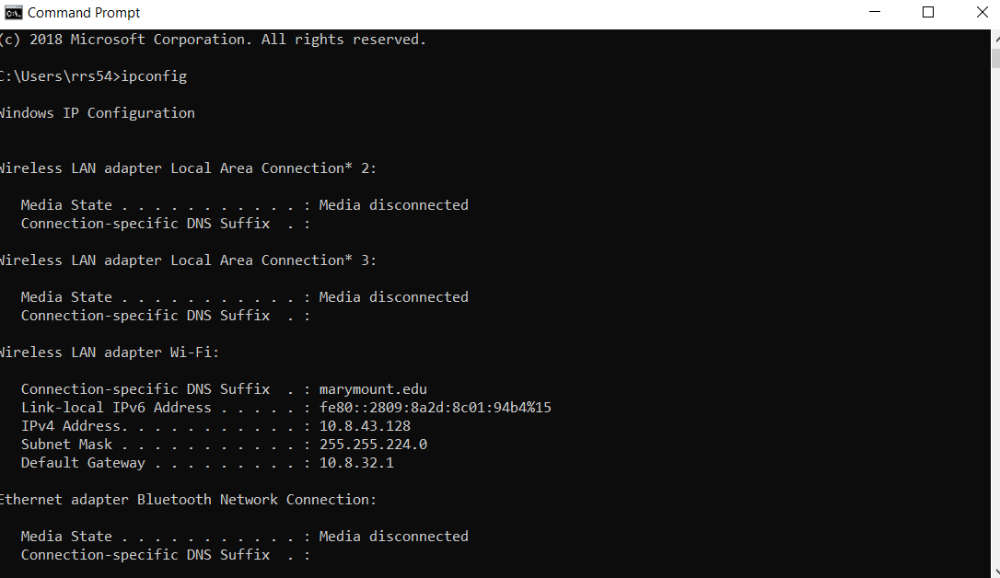 Command Prompt
(c) 2018 Microsoft Corporation. All rights reserved.
C:\Users\rrs54>ipconfig
Windows IP Configuration
Wireless LAN adapter Local Area Connection* 2:
Media State . . . . . . . . . . . : Media disconnected
Connection-specific DNS Suffix  . :
Wireless LAN adapter Local Area Connection* 3:
Media State . . . . . . . . . . . : Media disconnected
Connection-specific DNS Suffix  . :
Wireless LAN adapter Wi-Fi:
Connection-specific DNS Suffix  . : marymount.edu
Link-local IPv6 Address . . . . . : fe80::2809:8a2d:8c01:94b4%15
IPv4 Address. . . . . . . . . . . : 10.8.43.128
Subnet Mask . . . . . . . . . . . : 255.255.224.0
Default Gateway . . . . . . . . . : 10.8.32.1
Ethernet adapter Bluetooth Network Connection:
Media State . . . . . . . . . . . : Media disconnected
Connection-specific DNS Suffix  . :